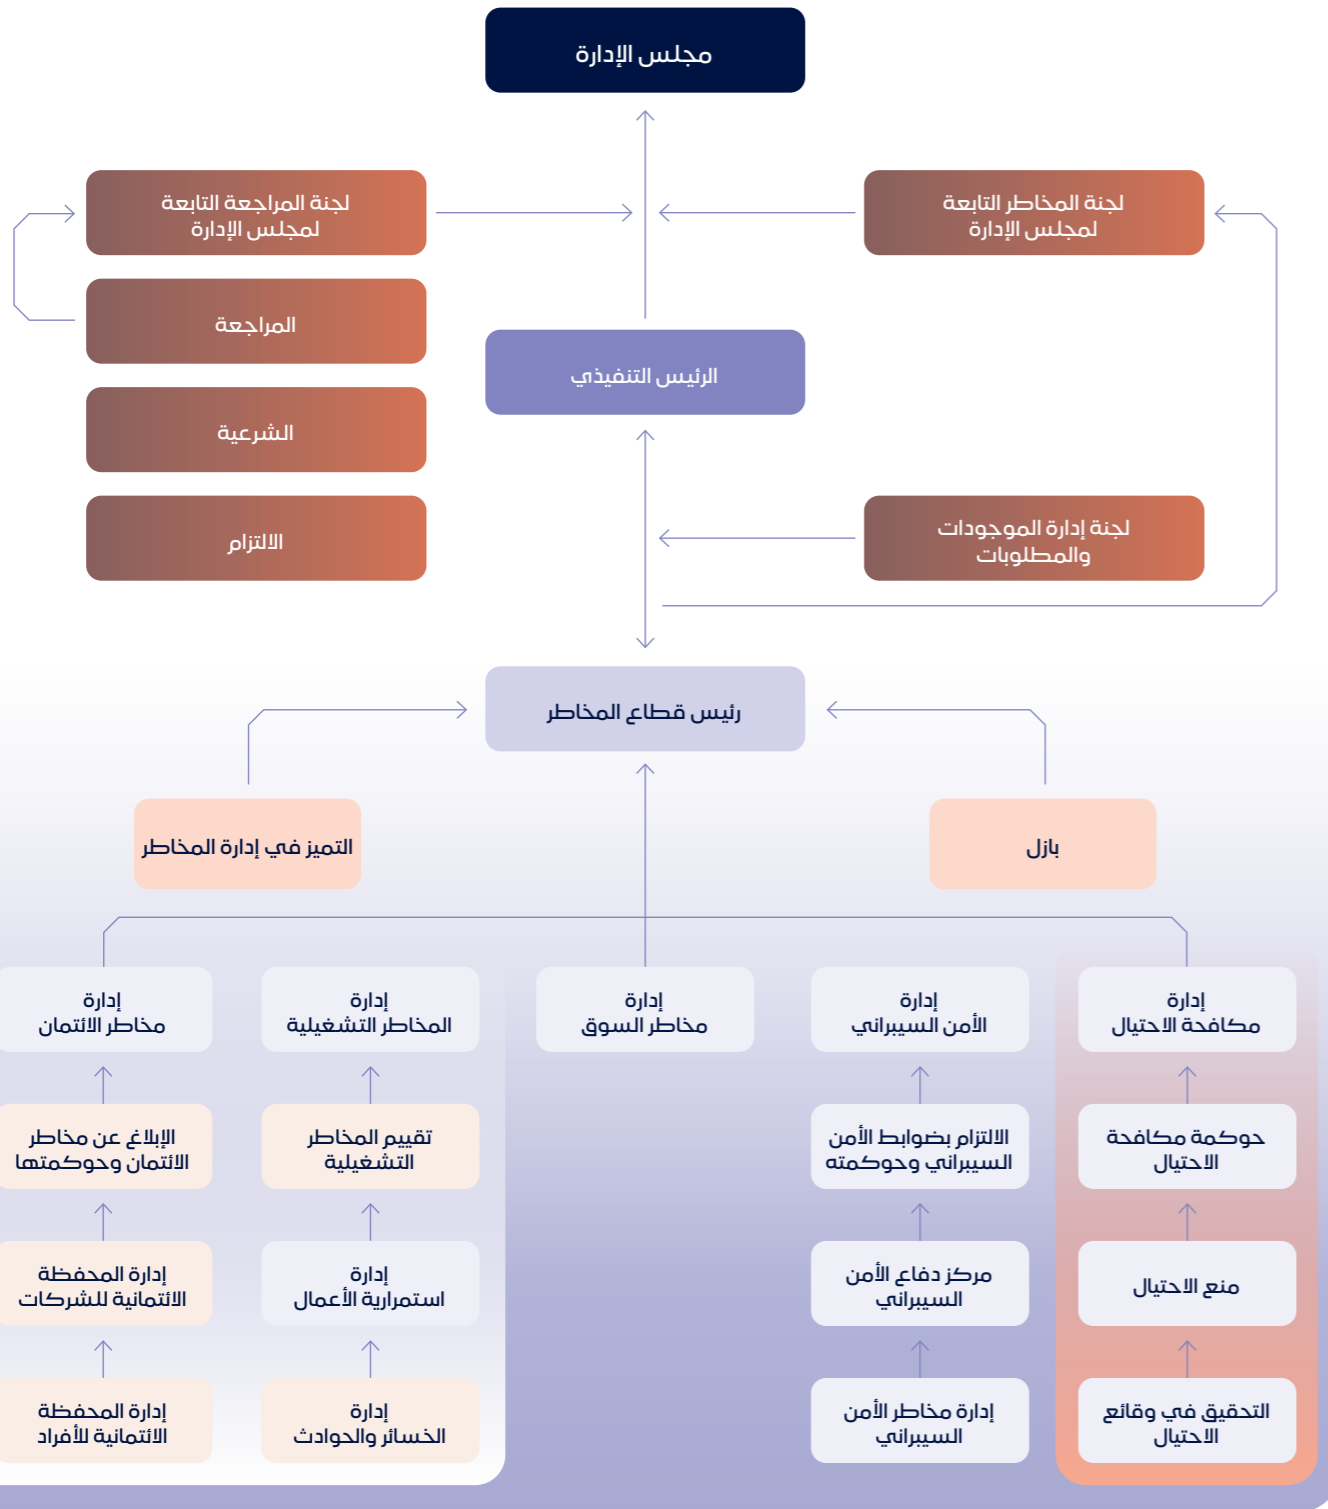 مجلس الإدارة
لجنة المخاطر التابعة
لمجلس الإدارة
لجنة المراجعة التابعة
لمجلس الإدارة
المراجعة
الرئيس التنفيذي
الشرعية
لجنة إدارة الموجودات
والمطلوبات
الالتزام
رئيس قطاع المخاطر
بازل
التميز في إدارة المخاطر
إدارة
مكافحة الاحتيال
إدارة
الأمن السيبراني
إدارة
مخاطر السوق
إدارة
المخاطر التشغيلية
إدارة
مخاطر الائتمان
حوكمة مكافحة
الاحتيال
الالتزام بضوابط الأمن
السيبراني وحوكمته
تقييم المخاطر
التشغيلية
الإبلاغ عن مخاطر
الائتمان وحوكمتها
منع الاحتيال
مركز دفاع الأمن
السيبراني
إدارة
استمرارية الأعمال
إدارة المحفظة
الائتمانية للشركات
التحقيق في وقائع
الاحتيال
إدارة مخاطر الأمن
السيبراني
إدارة
الخسائر والحوادث
إدارة المحفظة
الائتمانية للأفراد